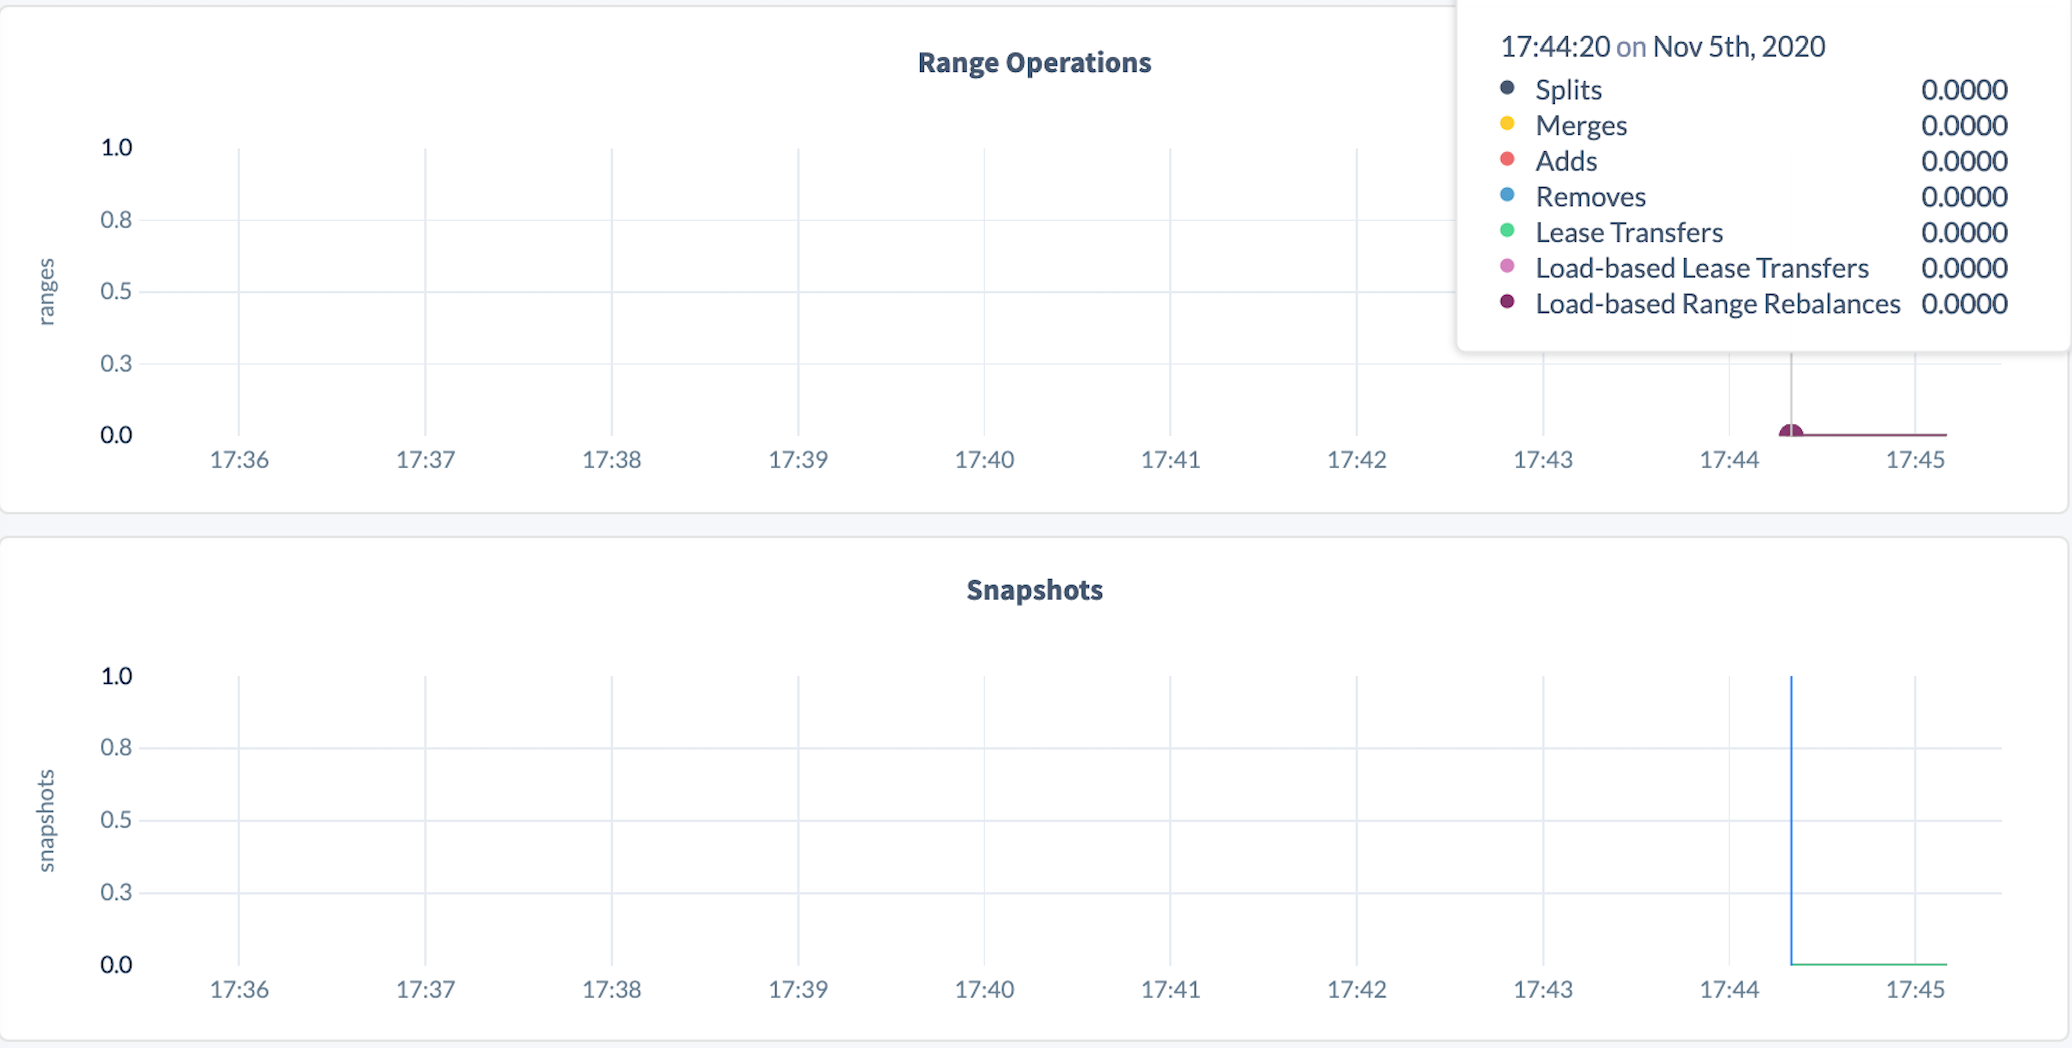 Range Operations
17:44:20 on Nov 5th, 2020
Splits 0.0000
Merges 0.0000
Adds 0.0000
Removes 0.0000
Lease Transfers 0.0000
Load-based Lease Transfers 0.0000
Load-based Range Rebalances 0.0000
ranges
1.0
0.8
0.5
0.3
0.0
17:36 17:37 17:38 17:39 17:40 17:41 17:42 17:43 17:44 17:45
Snapshots
snapshots
1.0
0.8
0.5
0.3
0.0
17:36 17:37 17:38 17:39 17:40 17:41 17:42 17:43 17:44 17:45